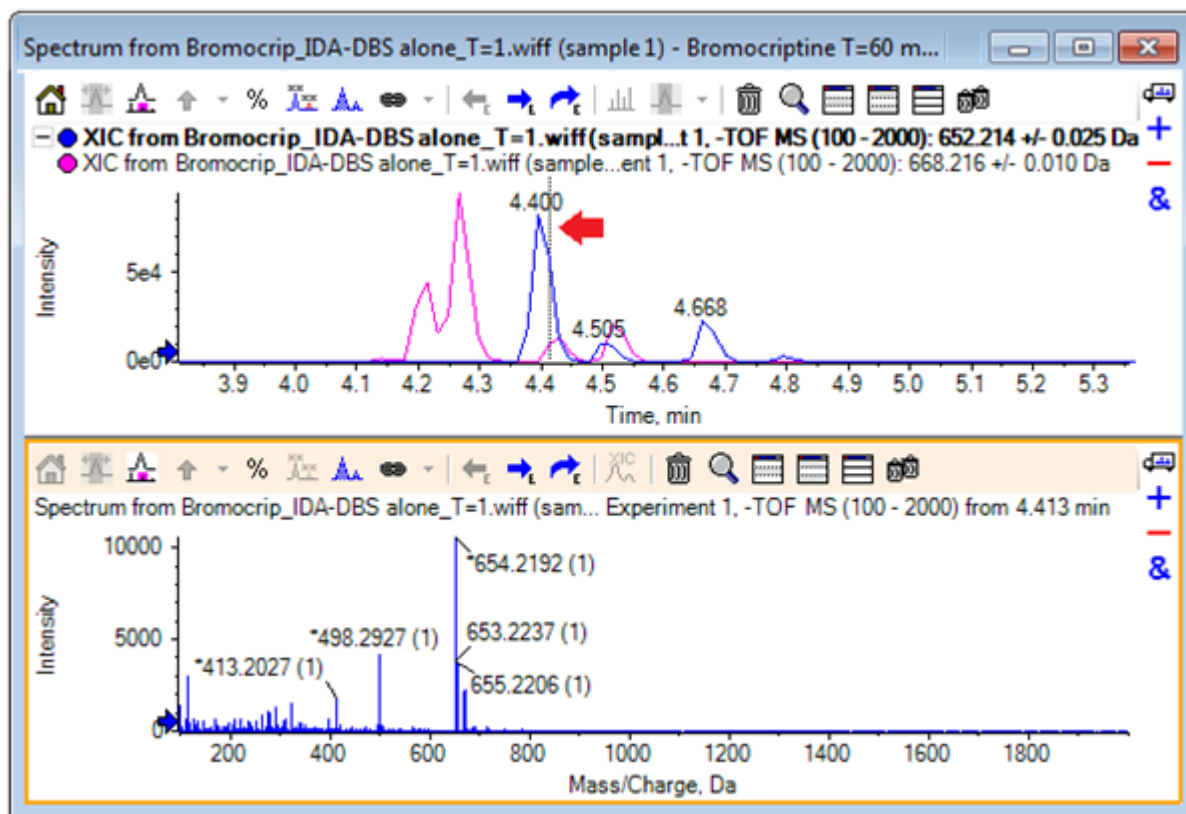 Spectrum from Bromocrip_IDA-DBS alone_T=1.wiff (sample 1) - Bromocriptine T=60 m...
%
XIC from Bromocrip_IDA-DBS alone_T=1.wiff (sampl...t 1, -TOF MS (100 - 2000): 652.214 +/- 0.025 Da
XIC from Bromocrip_IDA-DBS alone_T=1.wiff (sample...ent 1, -TOF MS (100 - 2000): 668.216 +/- 0.010 Da
&
4.400
Intensity
5e4
4.505
4.668
0e0
3.9 4.0 4.1 4.2 4.3 4.4 4.5 4.6 4.7 4.8 4.9 5.0 5.1 5.2 5.3
Time, min
% XIC
Spectrum from Bromocrip_IDA-DBS alone_T=1.wiff (sam... Experiment 1, -TOF MS (100 - 2000) from 4.413 min
&
10000
*654.2192 (1)
Intensity
5000
*498.2927 (1)
653.2237 (1)
*413.2027 (1)
655.2206 (1)
0
200 400 600 800 1000 1200 1400 1600 1800
Mass/Charge, Da